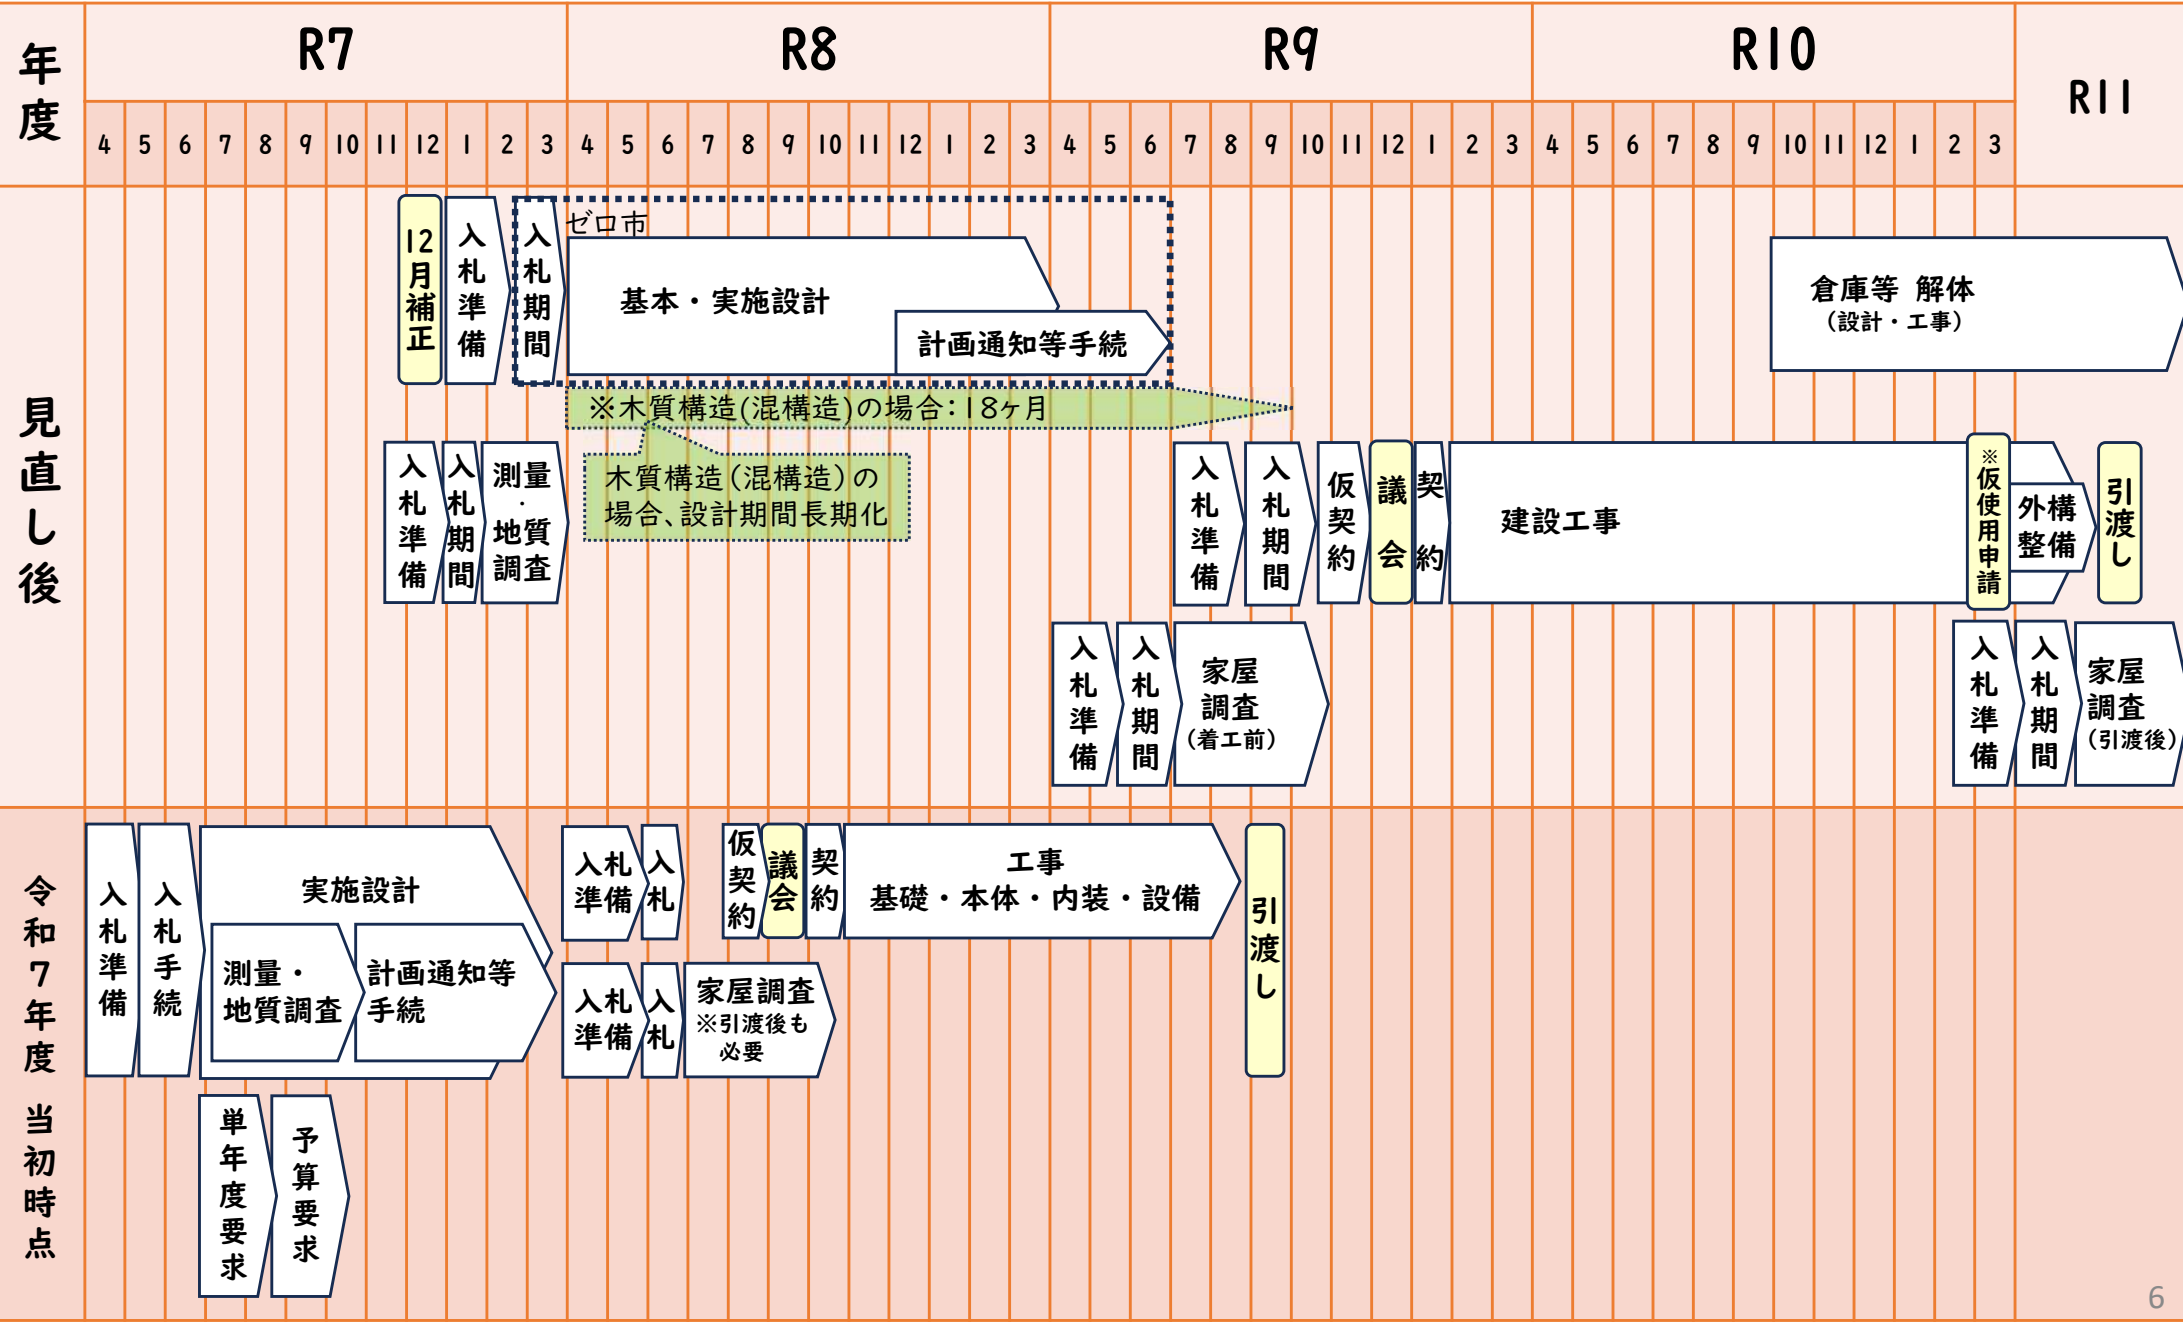 年度
R7
R8
R9
R10
R11
4 5 6 7 8 9 10 11 12 1 2 3 4 5 6 7 8 9 10 11 12 1 2 3 4 5 6 7 8 9 10 11 12 1 2 3 4 5 6 7 8 9 10 11 12 1 2 3
見直し後
12月補正
入札準備
入札期間
ゼロ市
基本・実施設計
計画通知等手続
倉庫等 解体
（設計・工事）
※木質構造(混構造)の場合：18ヶ月
木質構造（混構造）の
場合、設計期間長期化
入札準備
入札期間
測量
・
地質
調査
入札準備
入札期間
仮契約
議会
契約
建設工事
※仮使用申請
外構
整備
引渡し
入札準備
入札期間
家屋
調査
（着工前）
入札準備
入札期間
家屋
調査
（引渡後）
令和7年度 当初時点
入札準備
入札手続
実施設計
測量・
地質調査
計画通知等
手続
入札
準備
入札
仮契約
議会
契約
工事
基礎・本体・内装・設備
引渡し
入札
準備
入札
家屋調査
※引渡後も
必要
単年度要求
予算要求
6